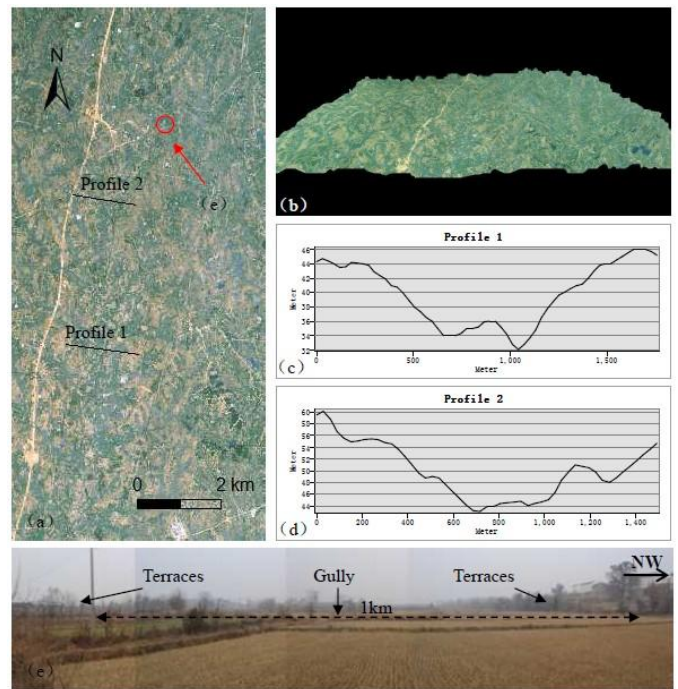 N
Profile 2
(e)
Profile 1
0 2 km
(a)
(b)
Profile 1
Meter
46
44
42
40
38
36
34
32
0 500 1,000 1,500
Meter
(c)
Profile 2
Meter
60
58
56
54
52
50
48
46
44
0 200 400 600 800 1,000 1,200 1,400
Meter
(d)
Terraces Gully Terraces NW
1km
(e)